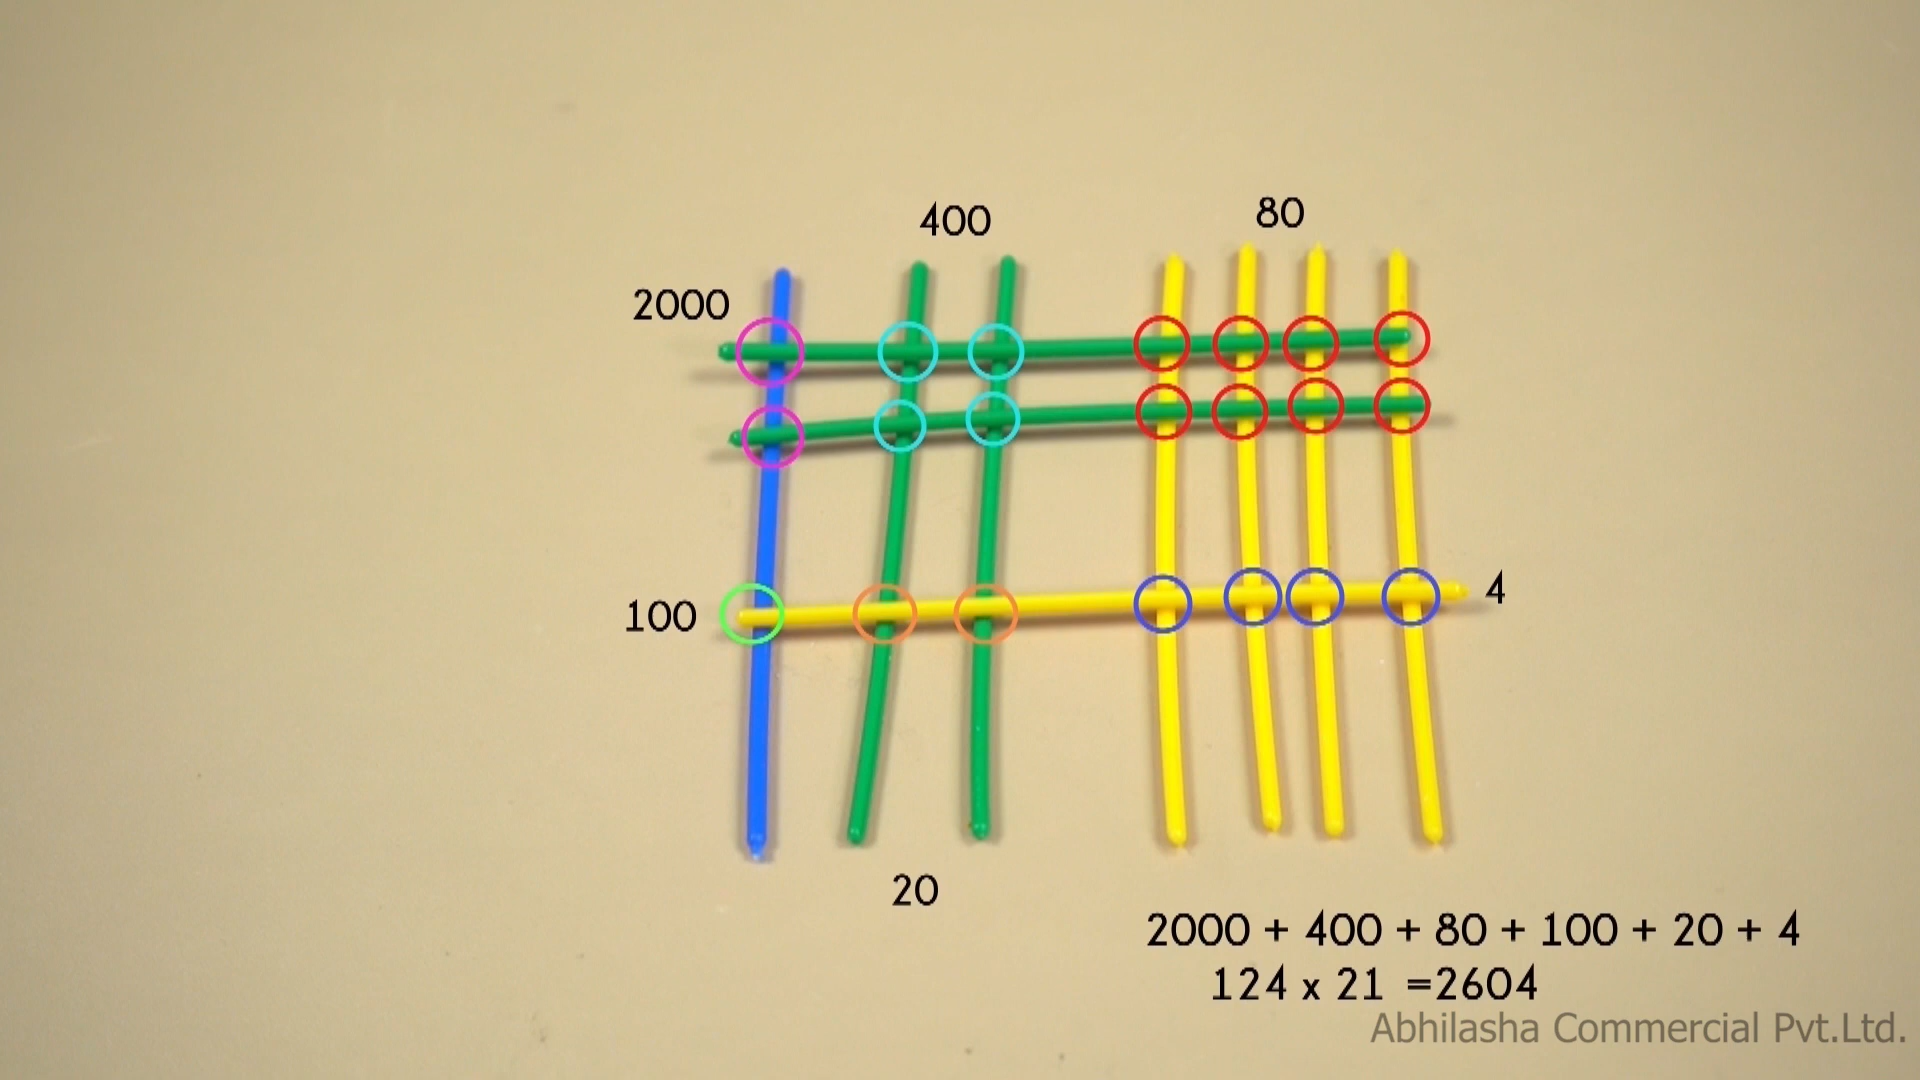 400
80
2000
100
4
20
2000 + 400 + 80 + 100 + 20 + 4
124 x 21 =2604
Abhilasha Commercial Pvt.Ltd.